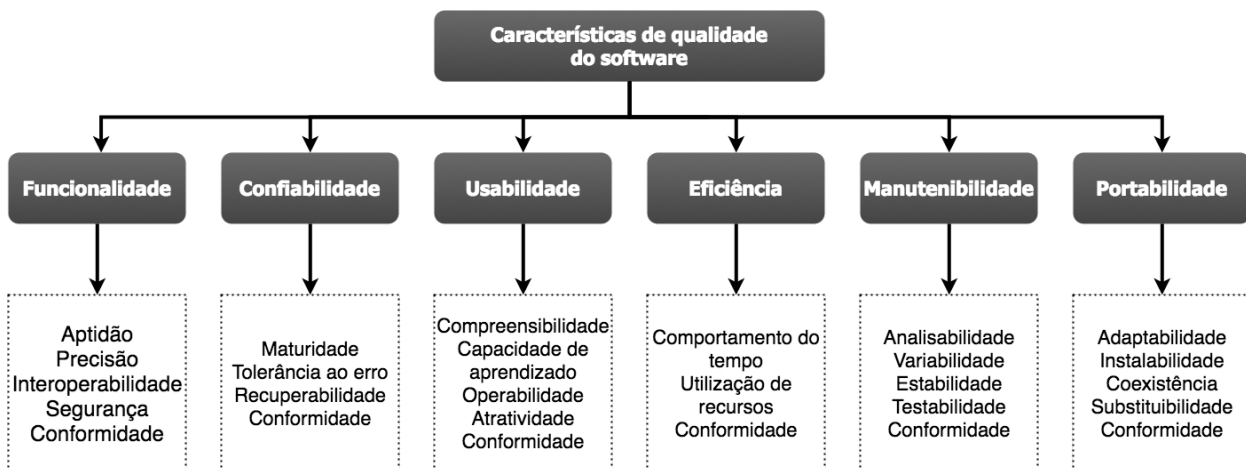 Características de qualidade
do software
Funcionalidade
Confiabilidade
Usabilidade
Eficiência
Manutenibilidade
Portabilidade
Aptidão
Precisão
Interoperabilidade
Segurança
Conformidade
Maturidade
Tolerância ao erro
Recuperabilidade
Conformidade
Compreensibilidade
Capacidade de
aprendizado
Operabilidade
Atratividade
Conformidade
Comportamento do
tempo
Utilização de
recursos
Conformidade
Analisabilidade
Variabilidade
Estabilidade
Testabilidade
Conformidade
Adaptabilidade
Instalabilidade
Coexistência
Substituibilidade
Conformidade